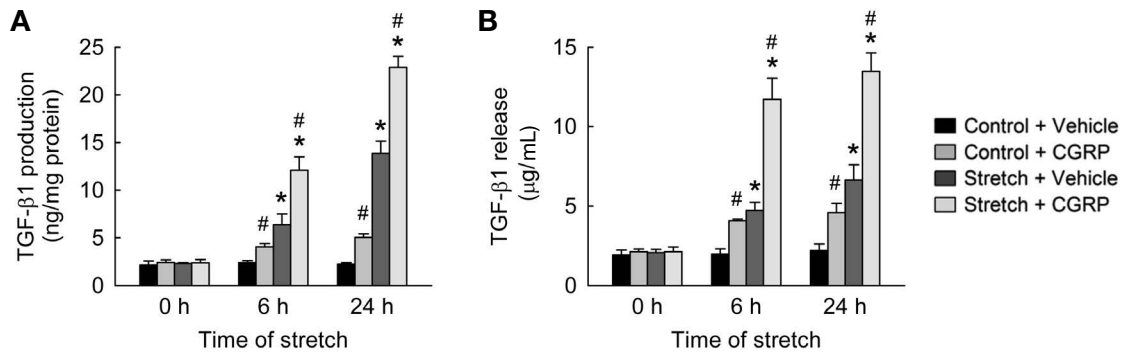 A
TGF-β1 production
(ng/mg protein)
25
20
15
10
5
0
#
*
#
*
#
*
#
*
0 h
6 h
24 h
Time of stretch
B
TGF-β1 release
(µg/mL)
15
10
5
0
#
*
#
*
#
*
#
*
0 h
6 h
24 h
Time of stretch
Control + Vehicle
Control + CGRP
Stretch + Vehicle
Stretch + CGRP